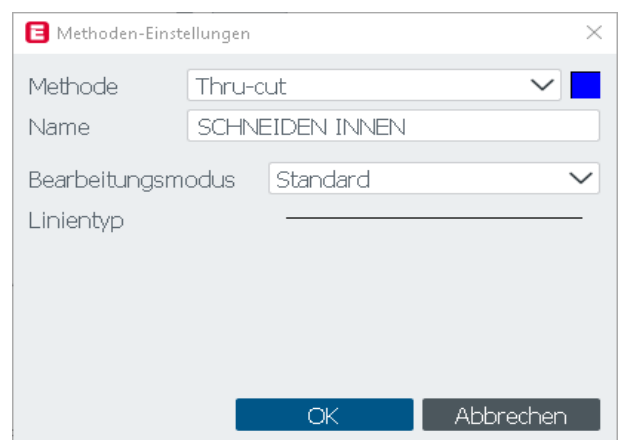 E Methoden-Einstellungen
Methode Thru-cut
Name SCHNEIDEN INNEN
Bearbeitungsmodus Standard
Linientyp
OK Abbrechen